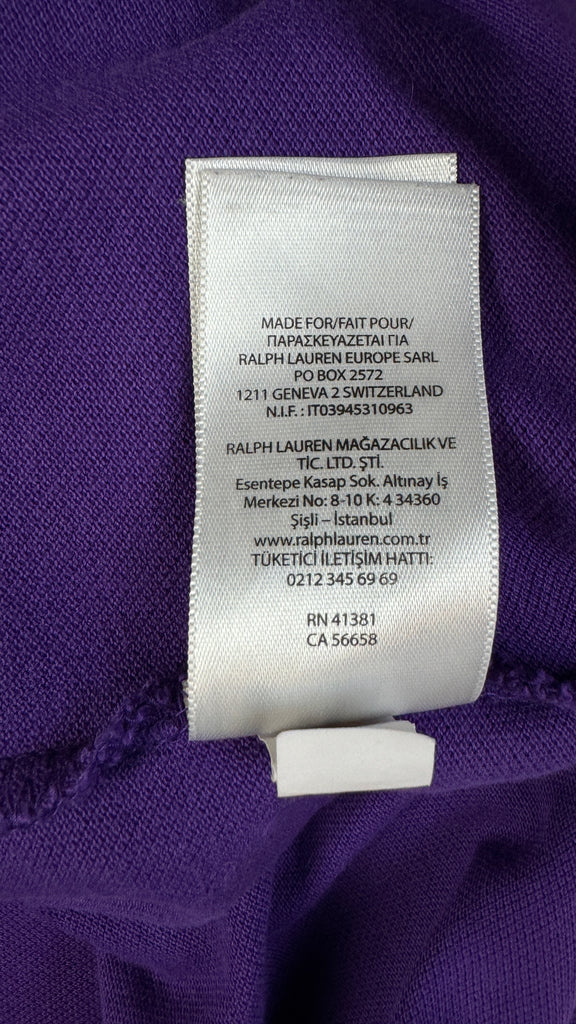 MADE FOR/FAIT POUR/
ΠΑΡΑΣΚΕΥΑΖΕΤΑΙ ΓΙΑ
RALPH LAUREN EUROPE SARL
PO BOX 2572
1211 GENEVA 2 SWITZERLAND
N.I.F. : IT03945310963
RALPH LAUREN MAĞAZACILIK VE
TİC. LTD. ŞTİ.
Esentepe Kasap Sok. Altınay İş
Merkezi No: 8-10 K: 4 34360
Şişli – İstanbul
www.ralphlauren.com.tr
TÜKETİCİ İLETİŞİM HATTI:
0212 345 69 69
RN 41381
CA 56658